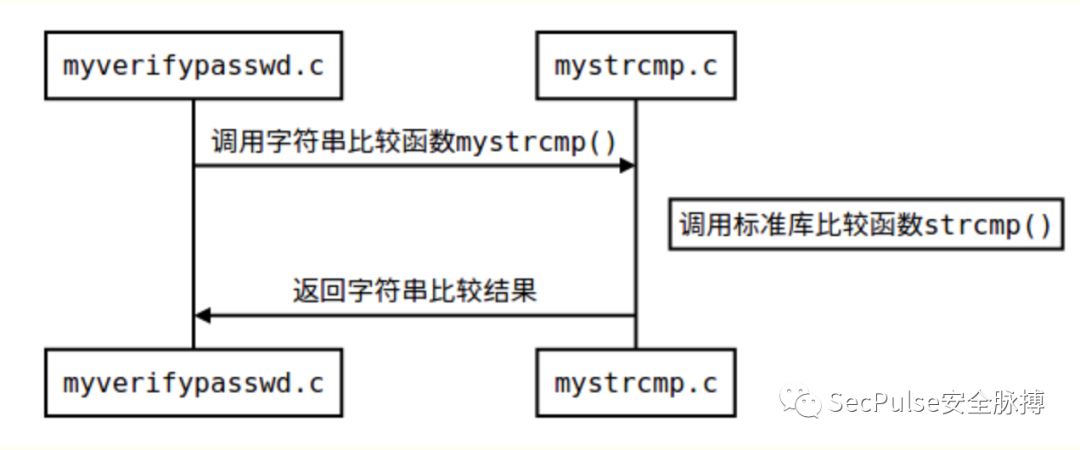 myverifypasswd.c
mystrcmp.c
调用字符串比较函数mystrcmp()
调用标准库比较函数strcmp()
返回字符串比较结果
myverifypasswd.c
mystrcmp.c
SecPulse安全脉搏